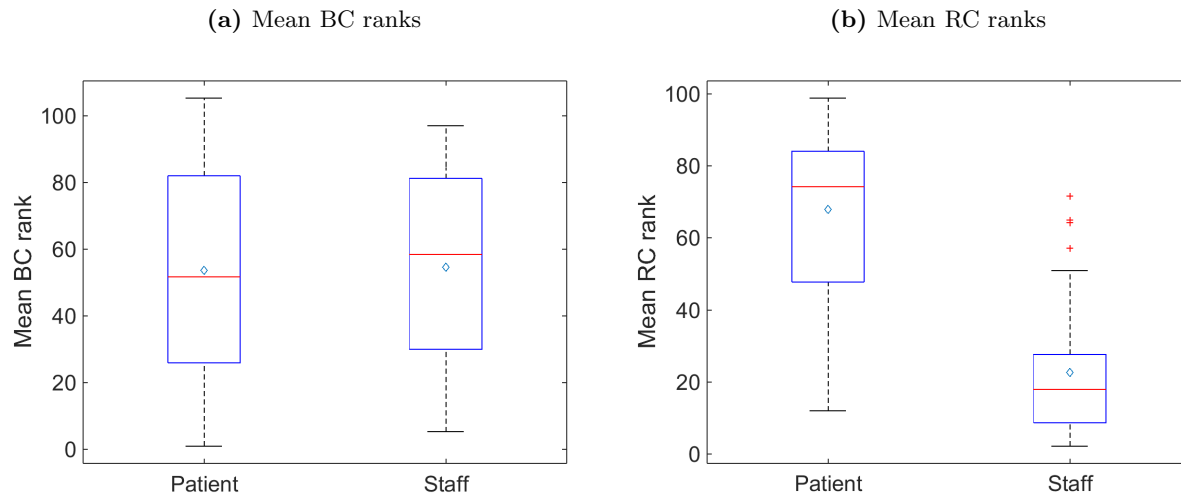 (a) Mean BC ranks
Mean BC rank
100
80
60
40
20
0
Patient Staff
(b) Mean RC ranks
Mean RC rank
100
80
60
40
20
0
Patient Staff